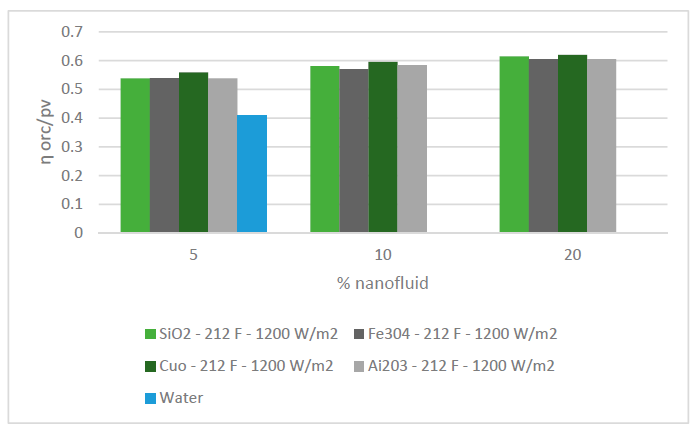 0.7
0.6
0.5
0.4
0.3
0.2
0.1
0
η orc/pv
5 10 20
% nanofluid
SiO2 - 212 F - 1200 W/m2 Fe304 - 212 F - 1200 W/m2
Cuo - 212 F - 1200 W/m2 Ai203 - 212 F - 1200 W/m2
Water